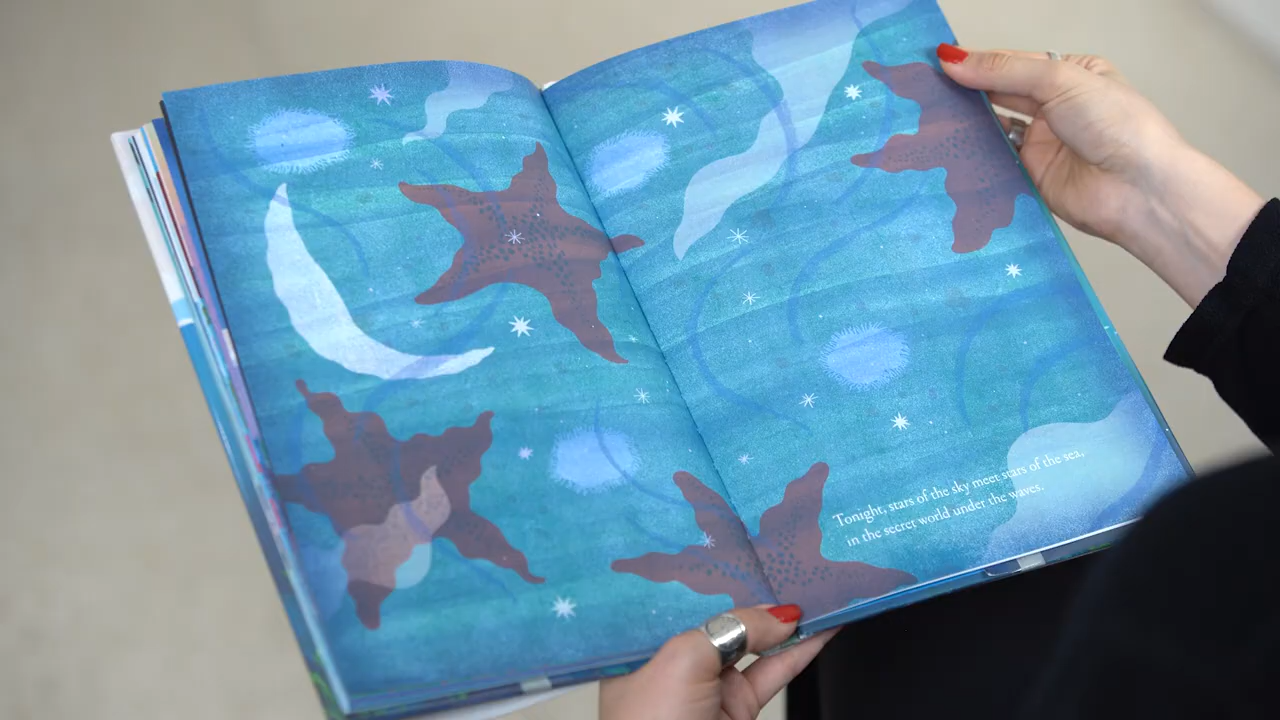 Tonight, stars of the sky meet stars of the sea,
in the secret world under the waves.